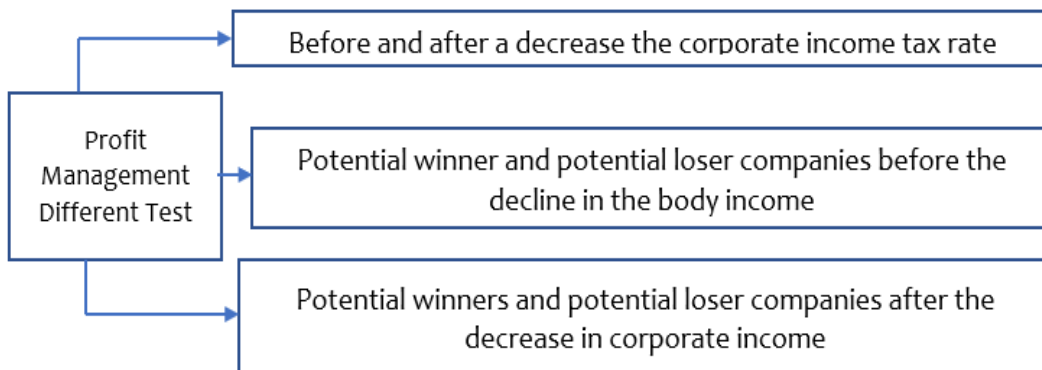 Before and after a decrease the corporate income tax rate
Profit
Management
Different Test
Potential winner and potential loser companies before the
decline in the body income
Potential winners and potential loser companies after the
decrease in corporate income